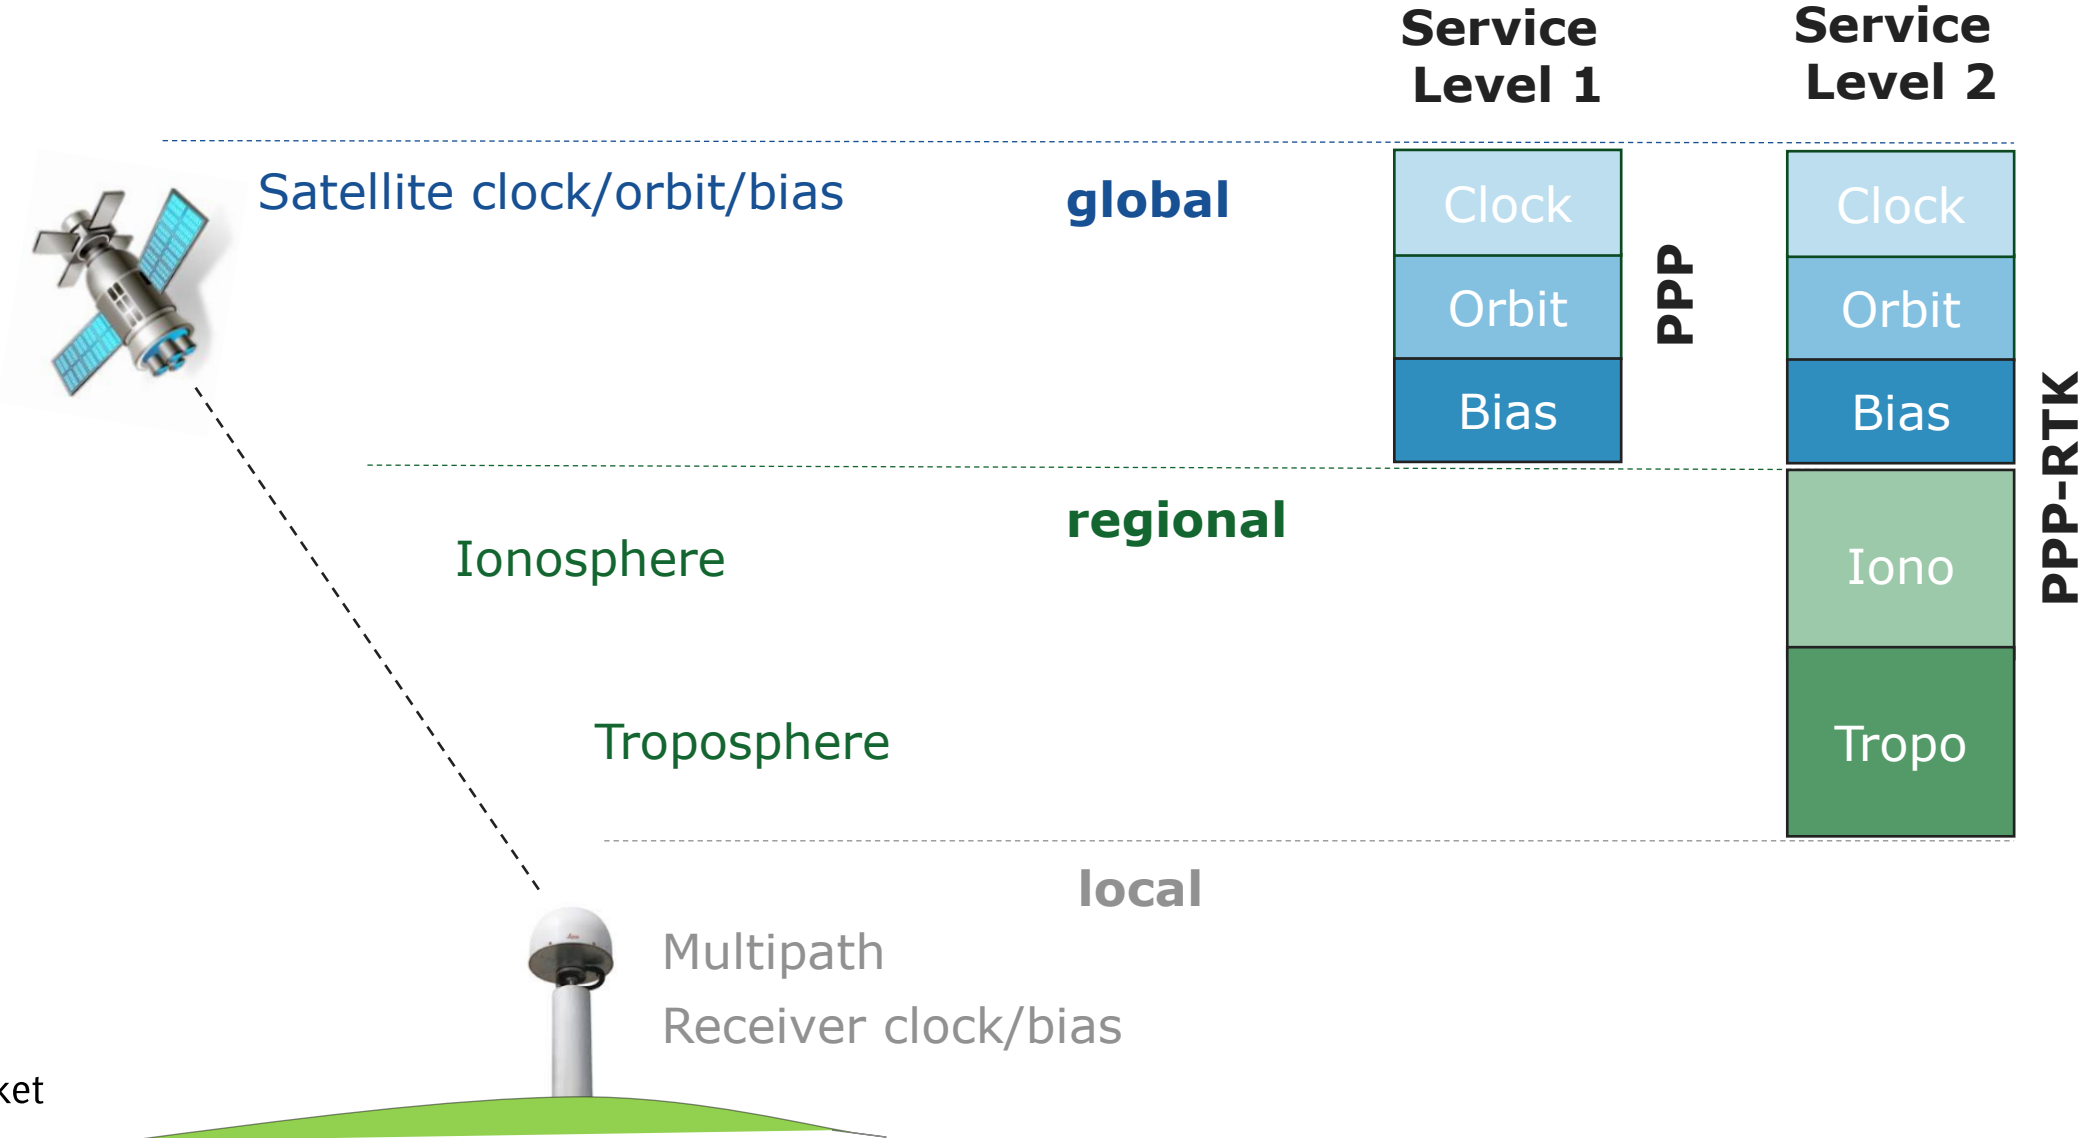 Service
Level 1
Service
Level 2
Satellite clock/orbit/bias
global
Clock
Orbit
Bias
PPP
Clock
Orbit
Bias
Iono
Tropo
PPP-RTK
regional
Ionosphere
Troposphere
local
Multipath
Receiver clock/bias
ket